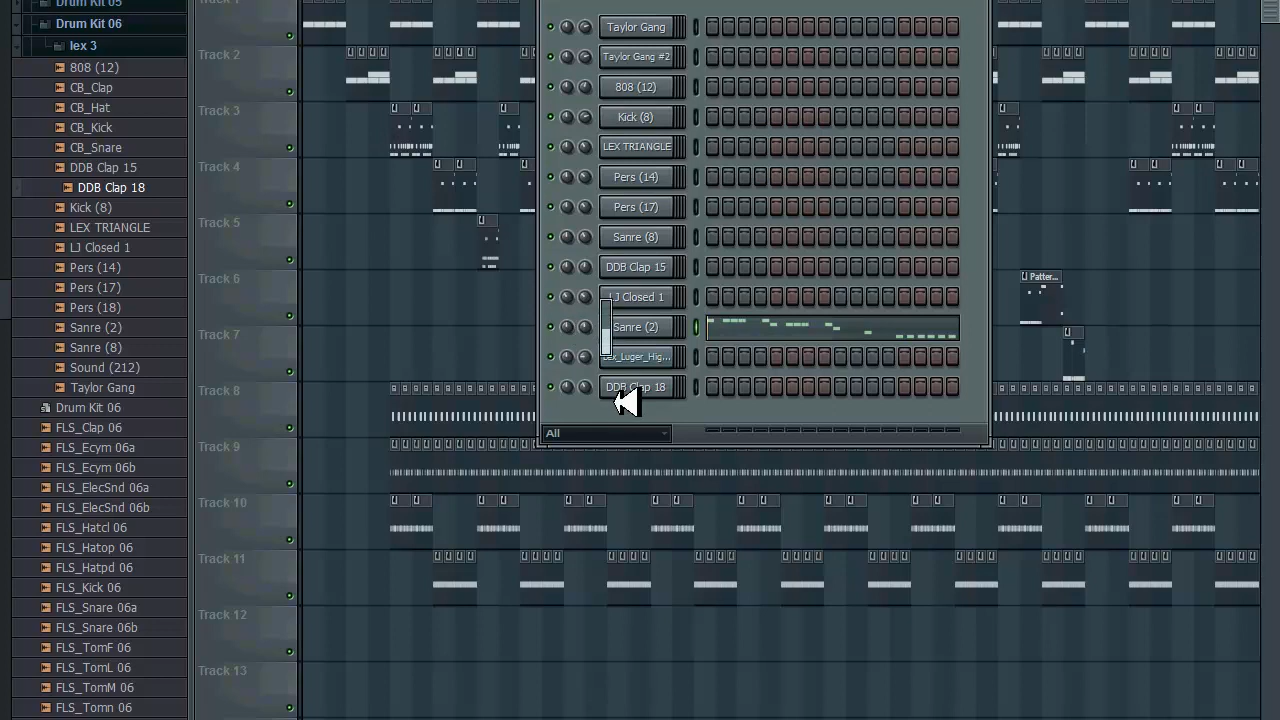 Drum Kit 05
Drum Kit 06
lex 3
808 (12)
CB_Clap
CB_Hat
CB_Kick
CB_Snare
DDB Clap 15
DDB Clap 18
Kick (8)
LEX TRIANGLE
LJ Closed 1
Pers (14)
Pers (17)
Pers (18)
Sanre (2)
Sanre (8)
Sound (212)
Taylor Gang
Drum Kit 06
FLS_Clap 06
FLS_Ecym 06a
FLS_Ecym 06b
FLS_ElecSnd 06a
FLS_ElecSnd 06b
FLS_Hatcl 06
FLS_Hatop 06
FLS_Hatpd 06
FLS_Kick 06
FLS_Snare 06a
FLS_Snare 06b
FLS_TomF 06
FLS_TomL 06
FLS_TomM 06
FLS_Tomn 06
Track 1
Track 2
Track 3
Track 4
Track 5
Track 6
Track 7
Track 8
Track 9
Track 10
Track 11
Track 12
Track 13
Taylor Gang
Taylor Gang #2
808 (12)
Kick (8)
LEX TRIANGLE
Pers (14)
Pers (17)
Sanre (8)
DDB Clap 15
LJ Closed 1
Sanre (2)
Lex_Luger_Hig...
DDB Clap 18
All
Patter...